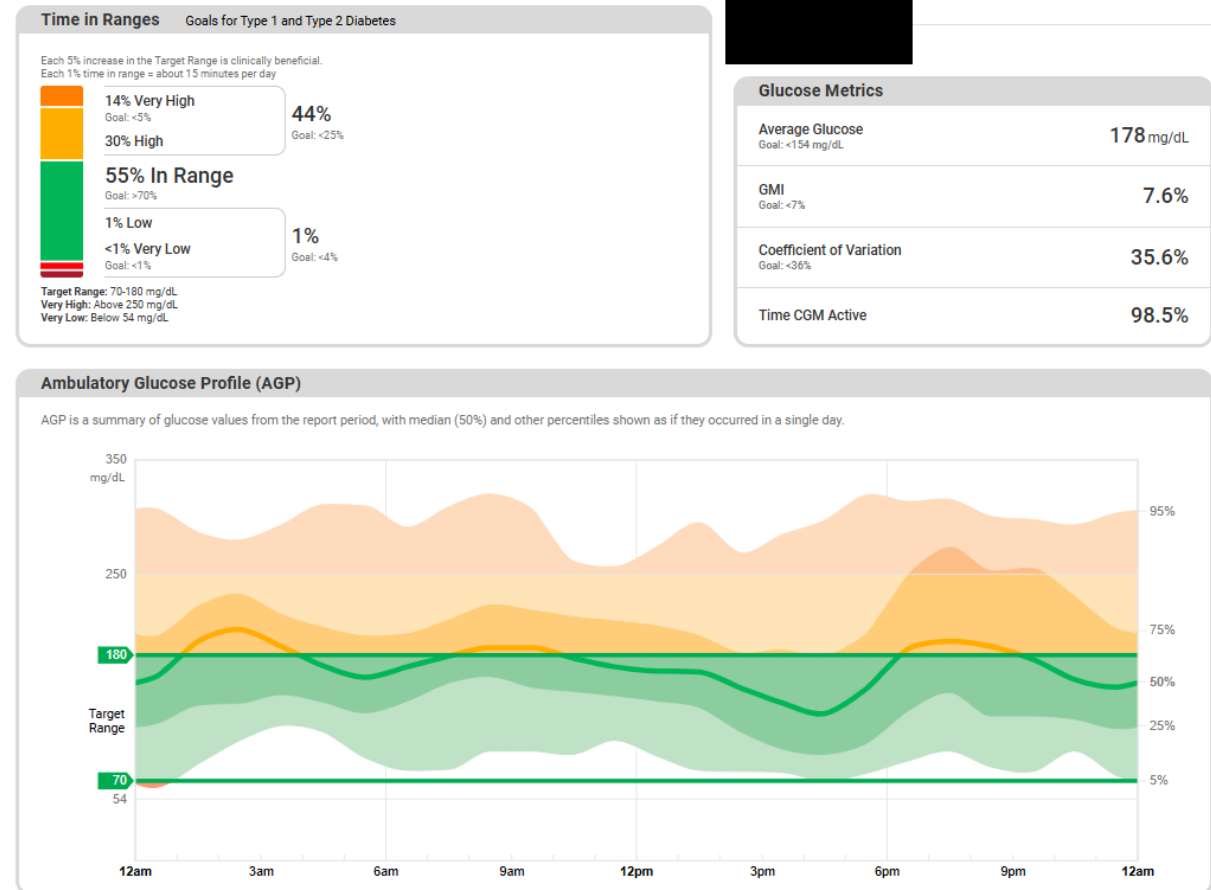 Time in Ranges Goals for Type 1 and Type 2 Diabetes
Each 5% increase in the Target Range is clinically beneficial.
Each 1% time in range = about 15 minutes per day
14% Very High
Goal: <5%
30% High
44%
Goal: <25%
55% In Range
Goal: >70%
1% Low
<1% Very Low
Goal: <1%
1%
Goal: <4%
Target Range: 70-180 mg/dL
Very High: Above 250 mg/dL
Very Low: Below 54 mg/dL
Glucose Metrics
Average Glucose
Goal: <154 mg/dL
178 mg/dL
GMI
Goal: <7%
7.6%
Coefficient of Variation
Goal: <36%
35.6%
Time CGM Active
98.5%
Ambulatory Glucose Profile (AGP)
AGP is a summary of glucose values from the report period, with median (50%) and other percentiles shown as if they occurred in a single day.
350
mg/dL
250
180
Target
Range
70
54
95%
75%
50%
25%
5%
12am 3am 6am 9am 12pm 3pm 6pm 9pm 12am